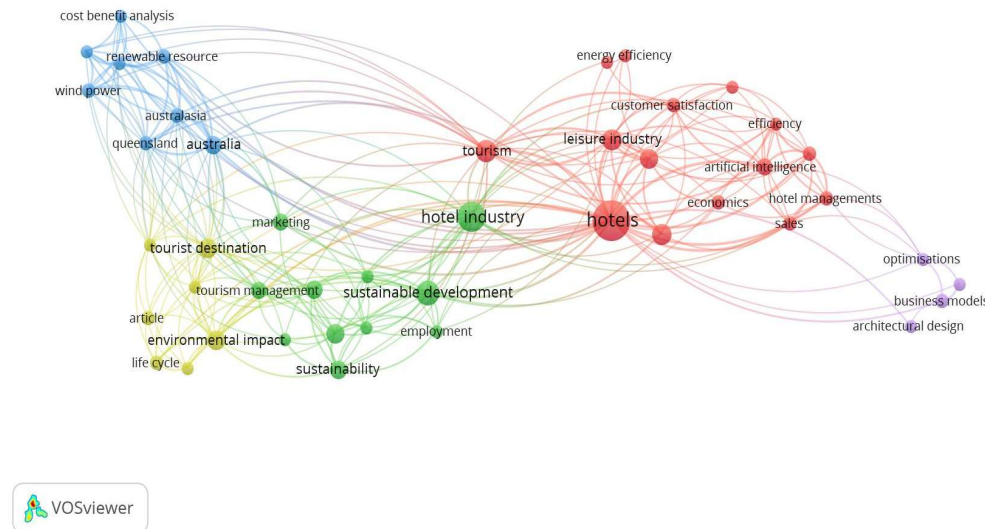 cost benefit analysis
renewable resource
wind power
australasia
queensland
australia
energy efficiency
customer satisfaction
efficiency
leisure industry
tourism
artificial intelligence
economics
hotel managements
hotel industry
hotels
sales
marketing
tourist destination
optimisations
tourism management
sustainable development
business models
article
environmental impact
employment
architectural design
life cycle
sustainability
VOSviewer